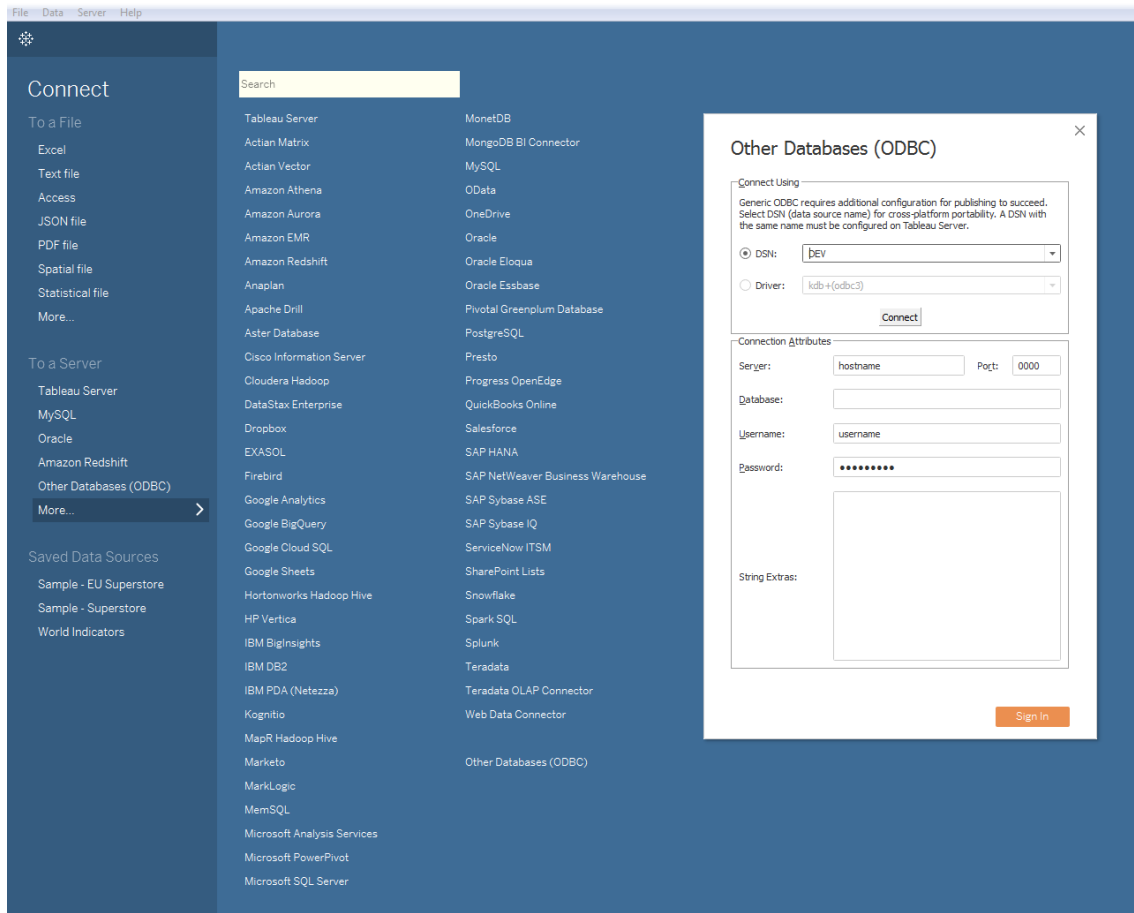 File Data Server Help
Connect
To a File
Excel
Text file
Access
JSON file
PDF file
Spatial file
Statistical file
More...
To a Server
Tableau Server
MySQL
Oracle
Amazon Redshift
Other Databases (ODBC)
More...
Saved Data Sources
Sample - EU Superstore
Sample - Superstore
World Indicators
Search
Tableau Server
Actian Matrix
Actian Vector
Amazon Athena
Amazon Aurora
Amazon EMR
Amazon Redshift
Anaplan
Apache Drill
Aster Database
Cisco Information Server
Cloudera Hadoop
DataStax Enterprise
Dropbox
EXASOL
Firebird
Google Analytics
Google BigQuery
Google Cloud SQL
Google Sheets
Hortonworks Hadoop Hive
HP Vertica
IBM BigInsights
IBM DB2
IBM PDA (Netezza)
Kognitio
MapR Hadoop Hive
Marketo
MarkLogic
MemSQL
Microsoft Analysis Services
Microsoft PowerPivot
Microsoft SQL Server
MonetDB
MongoDB BI Connector
MySQL
OData
OneDrive
Oracle
Oracle Eloqua
Oracle Essbase
Pivotal Greenplum Database
PostgreSQL
Presto
Progress OpenEdge
QuickBooks Online
Salesforce
SAP HANA
SAP NetWeaver Business Warehouse
SAP Sybase ASE
SAP Sybase IQ
ServiceNow ITSM
SharePoint Lists
Snowflake
Spark SQL
Splunk
Teradata
Teradata OLAP Connector
Web Data Connector
Other Databases (ODBC)
Other Databases (ODBC)
Connect Using
Generic ODBC requires additional configuration for publishing to succeed.
Select DSN (data source name) for cross-platform portability. A DSN with
the same name must be configured on Tableau Server.
DSN: DEV
Driver: kdb+(odbc3)
Connect
Connection Attributes
Server: hostname Port: 0000
Database:
Username: username
Password: •••••••••
String Extras:
Sign In